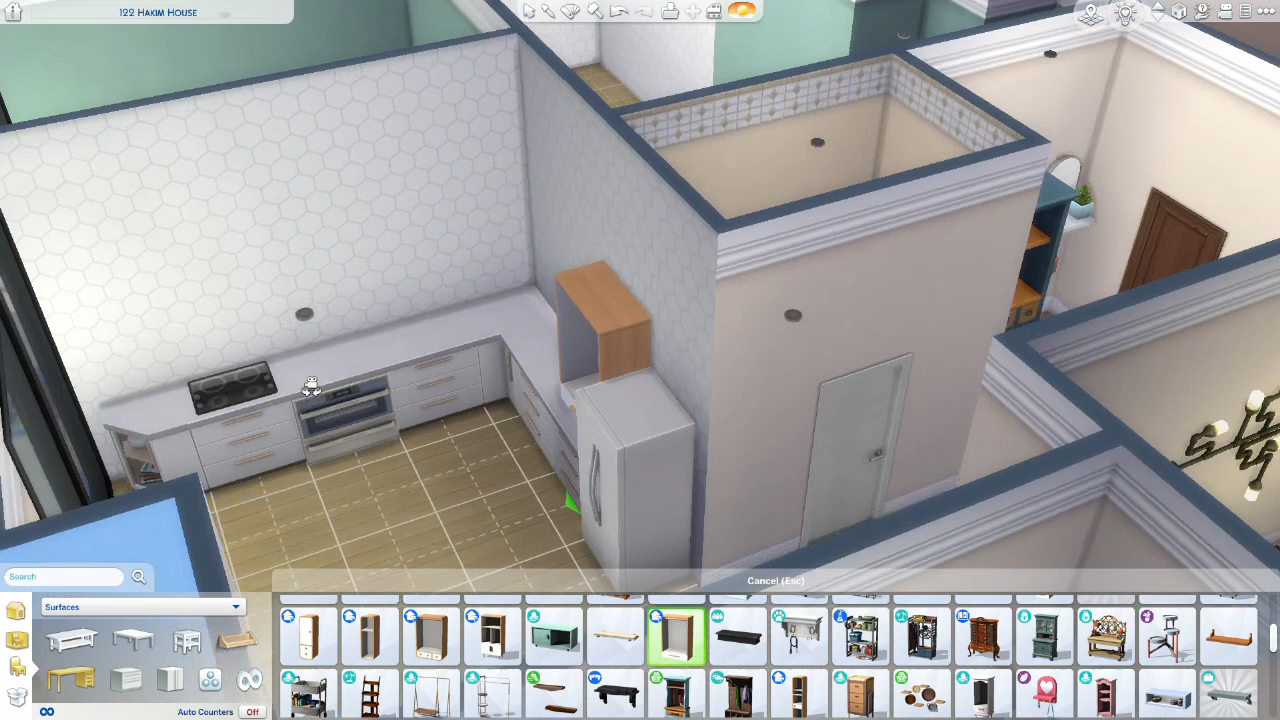 122 HAKIM HOUSE
Cancel (Esc)
Search
Surfaces
Auto Counters
Off